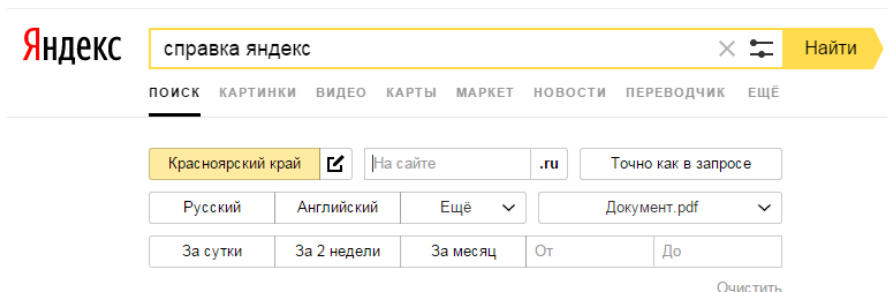 Яндекс справка яндекс Найти
ПОИСК КАРТИНКИ ВИДЕО КАРТЫ МАРКЕТ НОВОСТИ ПЕРЕВОДЧИК ЕЩЁ
Красноярский край На сайте .ru Точно как в запросе
Русский Английский Ещё Документ.pdf
За сутки За 2 недели За месяц От До
Очистить